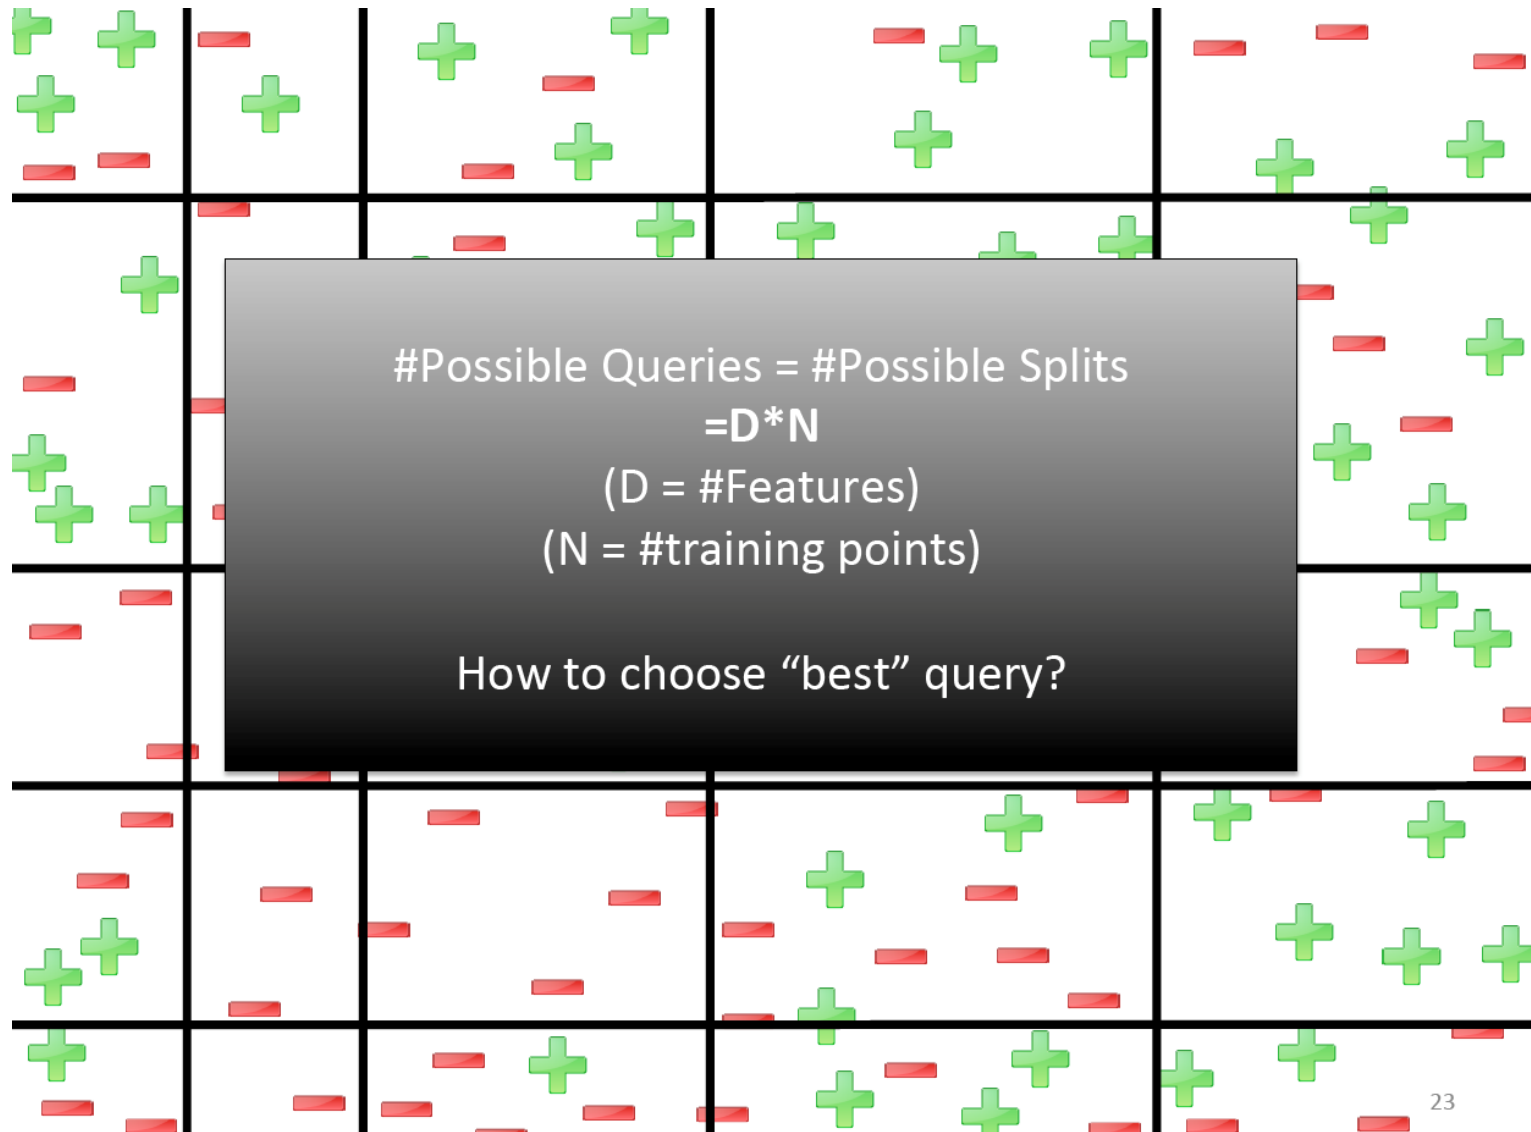 #Possible Queries = #Possible Splits
=D*N
(D = #Features)
(N = #training points)
How to choose “best” query?
23